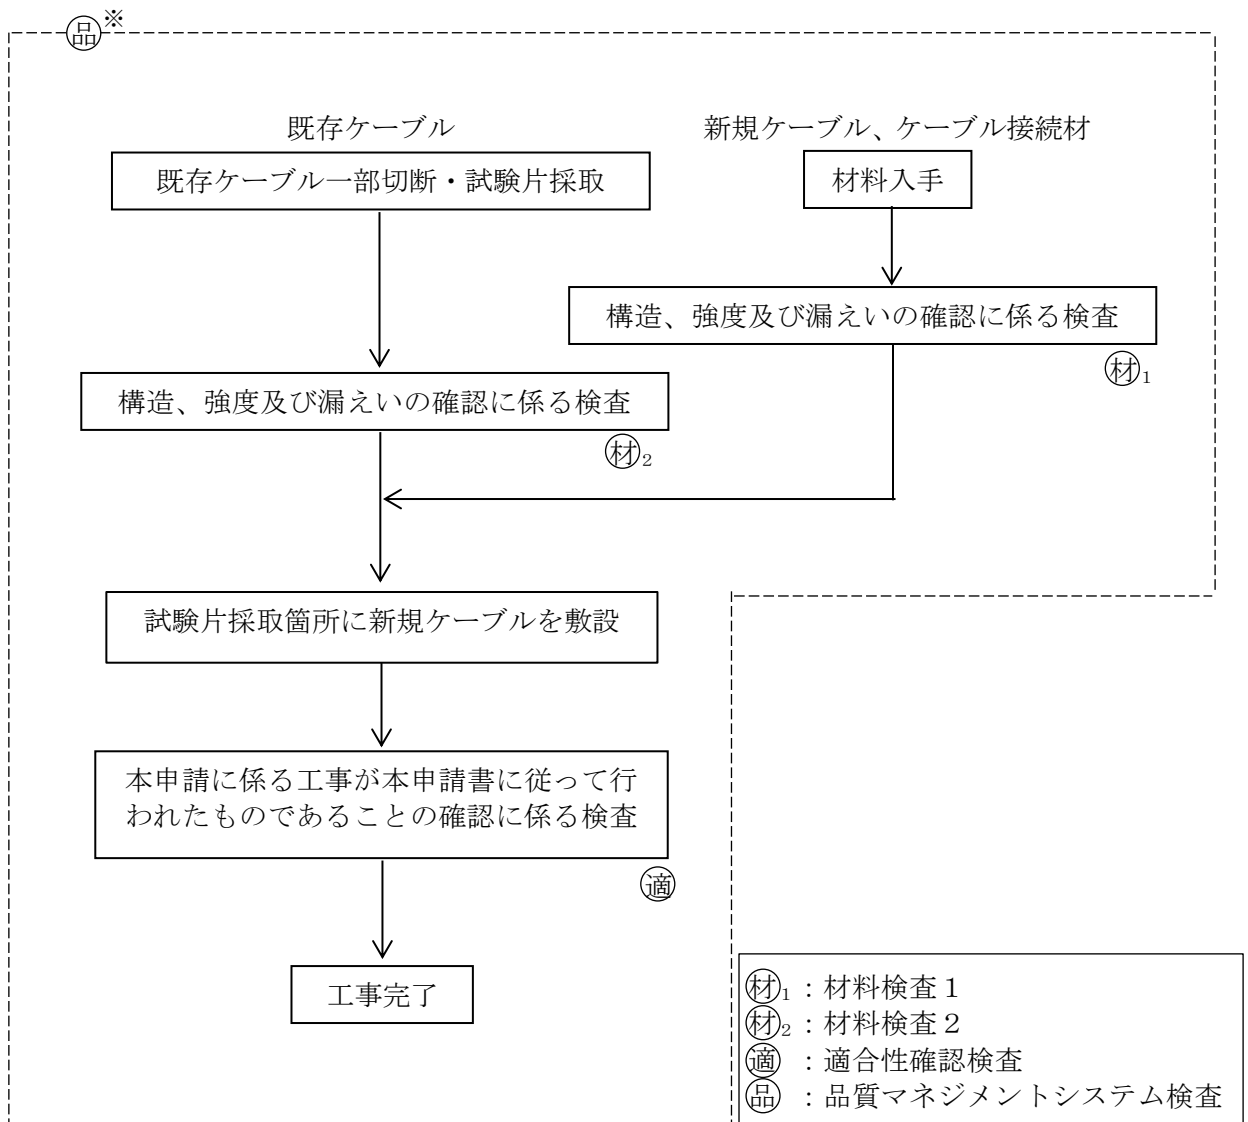 品※
既存ケーブル
既存ケーブル一部切断・試験片採取
新規ケーブル、ケーブル接続材
材料入手
構造、強度及び漏えいの確認に係る検査
材1
構造、強度及び漏えいの確認に係る検査
材2
試験片採取箇所に新規ケーブルを敷設
本申請に係る工事が本申請書に従って行
われたものであることの確認に係る検査
適
工事完了
材1：材料検査１
材2：材料検査２
適：適合性確認検査
品：品質マネジメントシステム検査